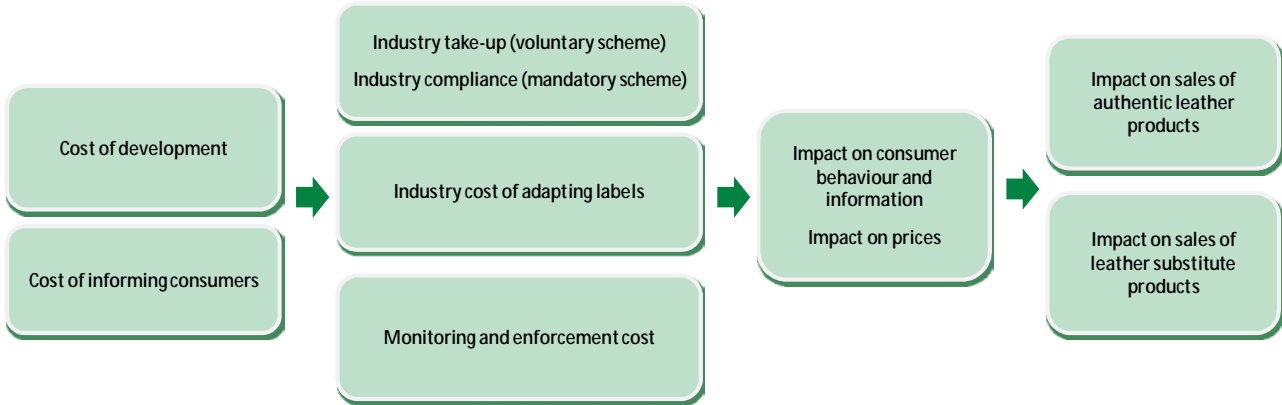 Cost of development
Cost of informing consumers
Industry take-up (voluntary scheme)
Industry compliance (mandatory scheme)
Industry cost of adapting labels
Monitoring and enforcement cost
Impact on consumer
behaviour and
information
Impact on prices
Impact on sales of
authentic leather
products
Impact on sales of
leather substitute
products